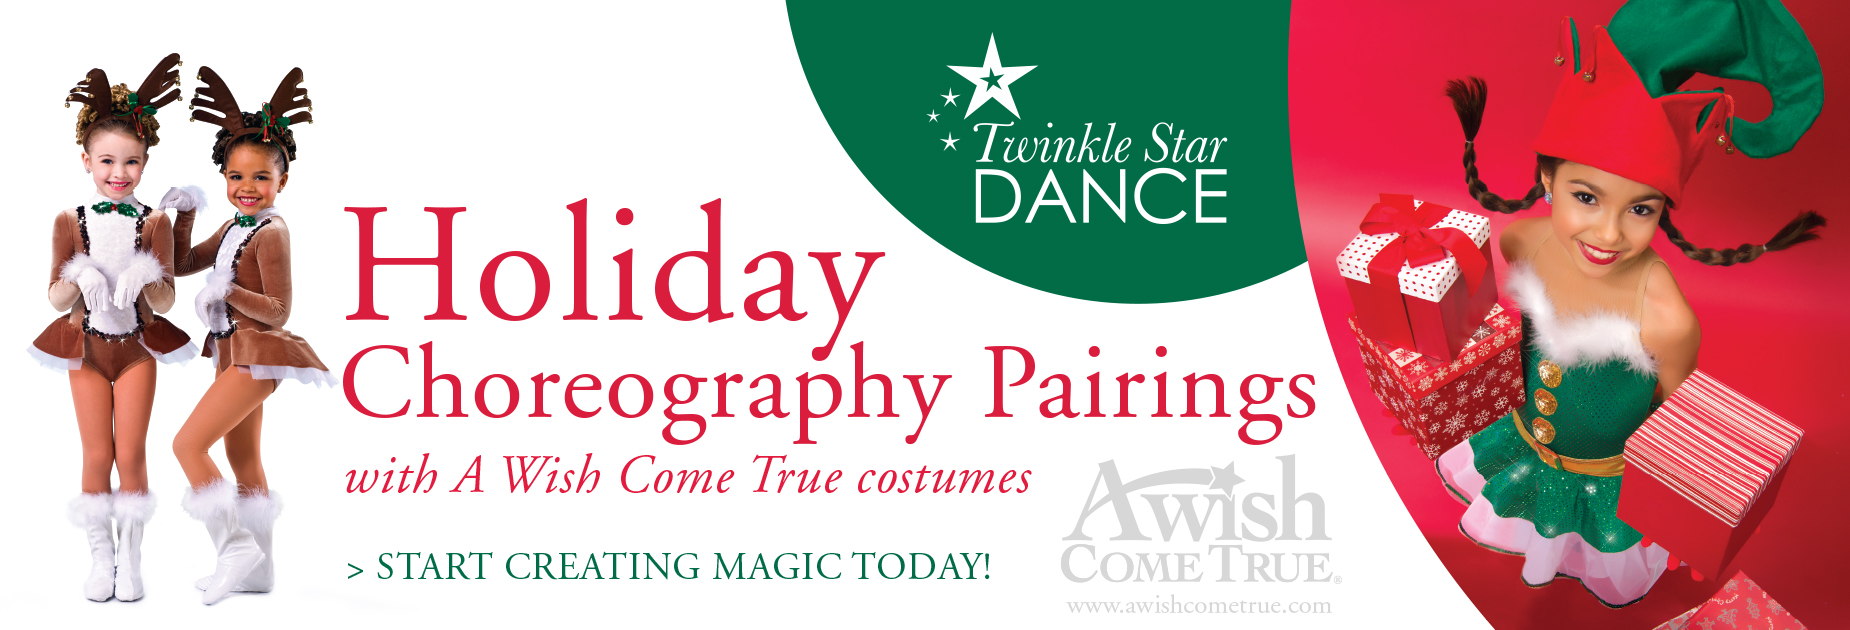 Twinkle Star
DANCE
Holiday
Choreography Pairings
with A Wish Come True costumes
> START CREATING MAGIC TODAY!
A wish
COME TRUE®
www.awishcometrue.com